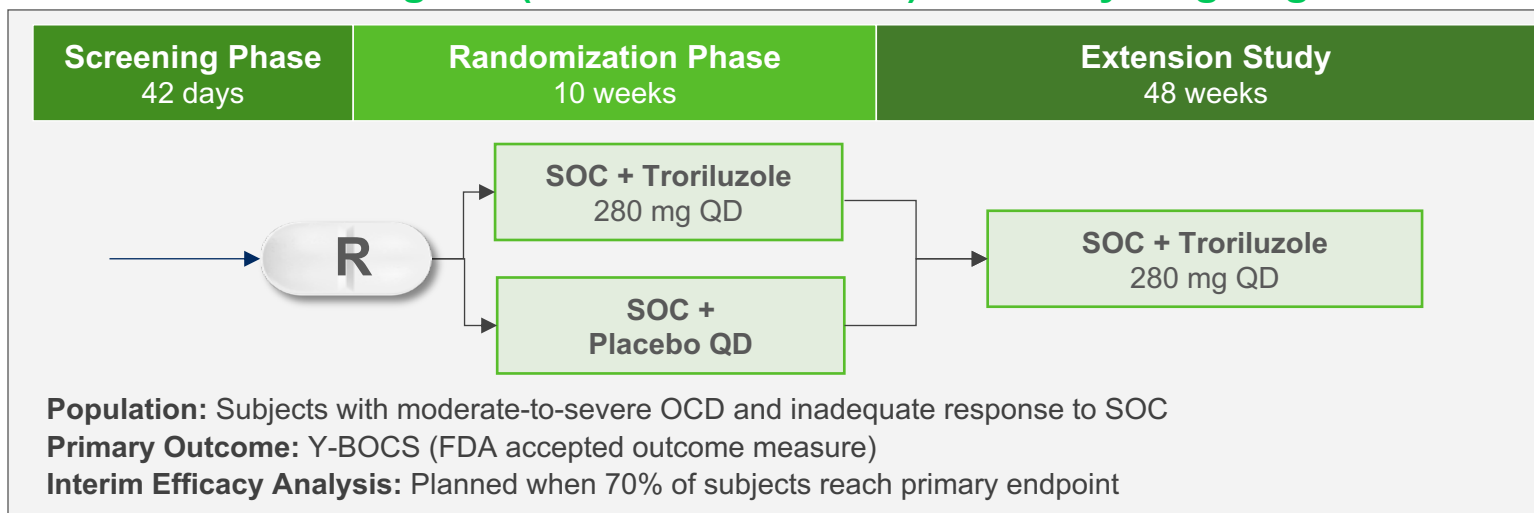 Screening Phase
42 days
Randomization Phase
10 weeks
Extension Study
48 weeks
SOC + Troriluzole
280 mg QD
R
SOC + Troriluzole
280 mg QD
SOC +
Placebo QD
Population: Subjects with moderate-to-severe OCD and inadequate response to SOC
Primary Outcome: Y-BOCS (FDA accepted outcome measure)
Interim Efficacy Analysis: Planned when 70% of subjects reach primary endpoint